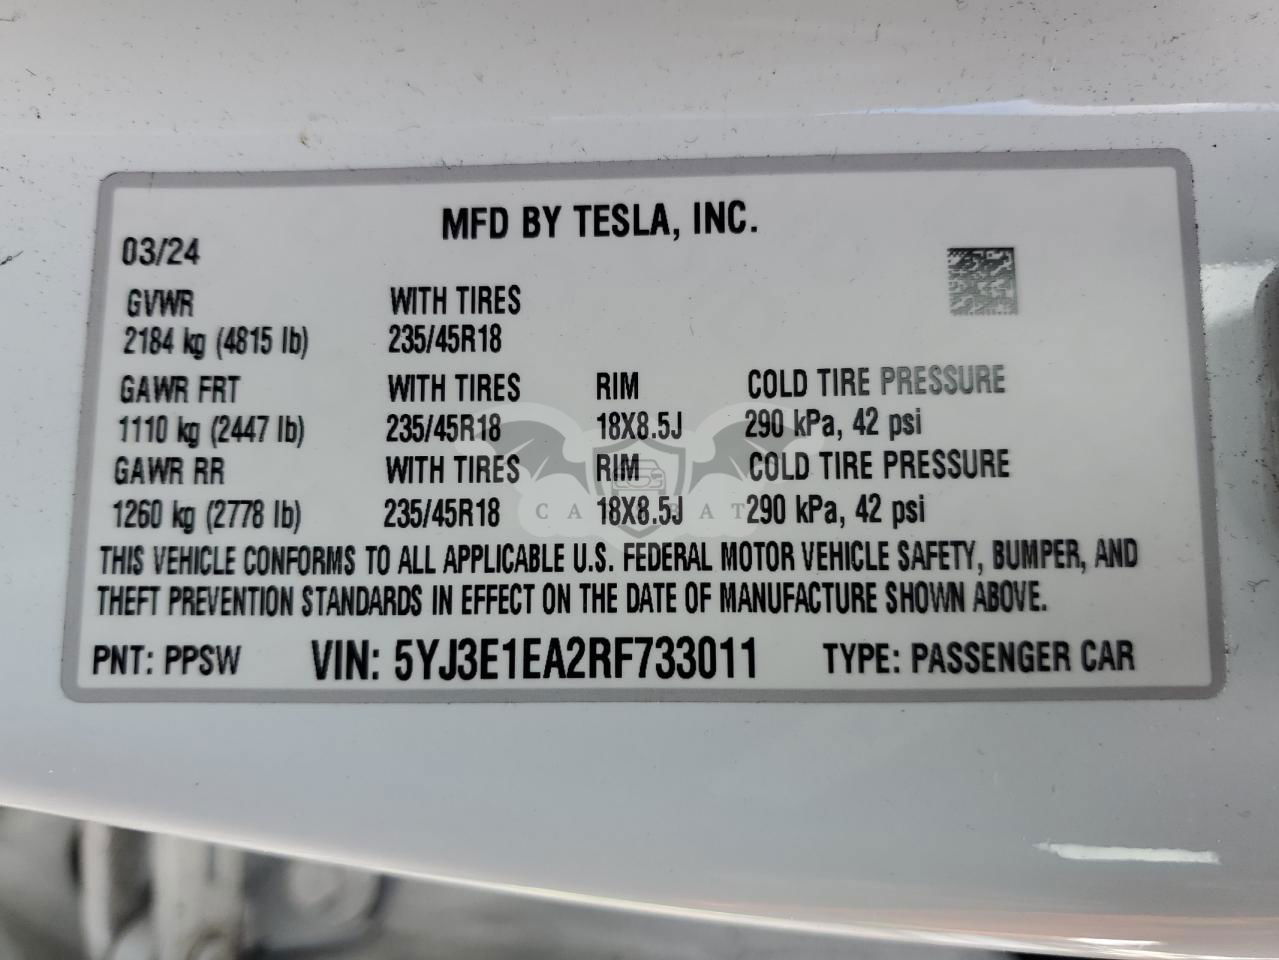 MFD BY TESLA, INC.
03/24
GVWR WITH TIRES
2184 kg (4815 lb) 235/45R18
GAWR FRT WITH TIRES RIM COLD TIRE PRESSURE
1110 kg (2447 lb) 235/45R18 18X8.5J 290 kPa, 42 psi
GAWR RR WITH TIRES RIM COLD TIRE PRESSURE
1260 kg (2778 lb) 235/45R18 18X8.5J 290 kPa, 42 psi
THIS VEHICLE CONFORMS TO ALL APPLICABLE U.S. FEDERAL MOTOR VEHICLE SAFETY, BUMPER, AND
THEFT PREVENTION STANDARDS IN EFFECT ON THE DATE OF MANUFACTURE SHOWN ABOVE.
PNT: PPSW VIN: 5YJ3E1EA2RF733011 TYPE: PASSENGER CAR